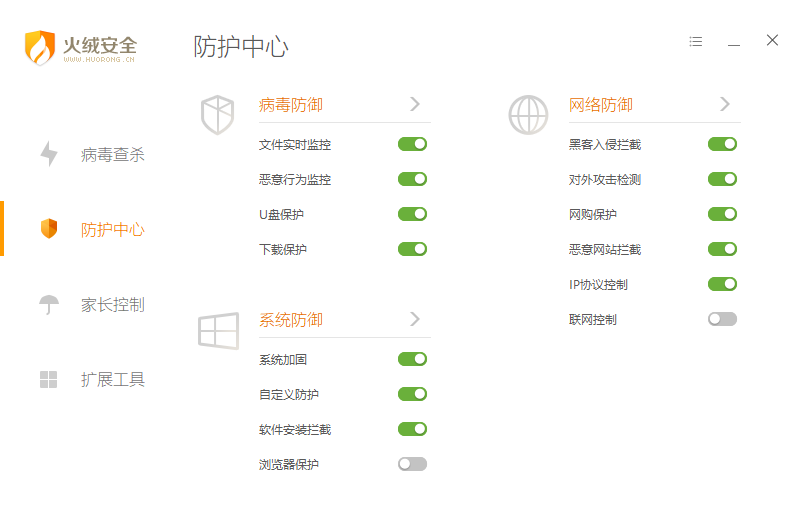 火绒安全
WWW.HUORONG.CN
防护中心
病毒查杀
防护中心
家长控制
扩展工具
病毒防御
文件实时监控
恶意行为监控
U盘保护
下载保护
系统防御
系统加固
自定义防护
软件安装拦截
浏览器保护
网络防御
黑客入侵拦截
对外攻击检测
网购保护
恶意网站拦截
IP协议控制
联网控制